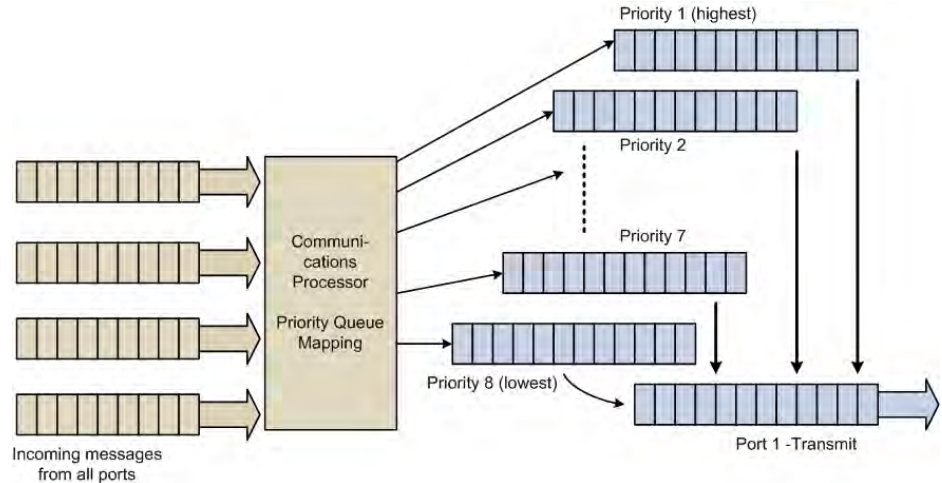 Priority 1 (highest)
Priority 2
Communi-
cations
Processor
Priority Queue
Mapping
Priority 7
Priority 8 (lowest)
Incoming messages
from all ports
Port 1 -Transmit